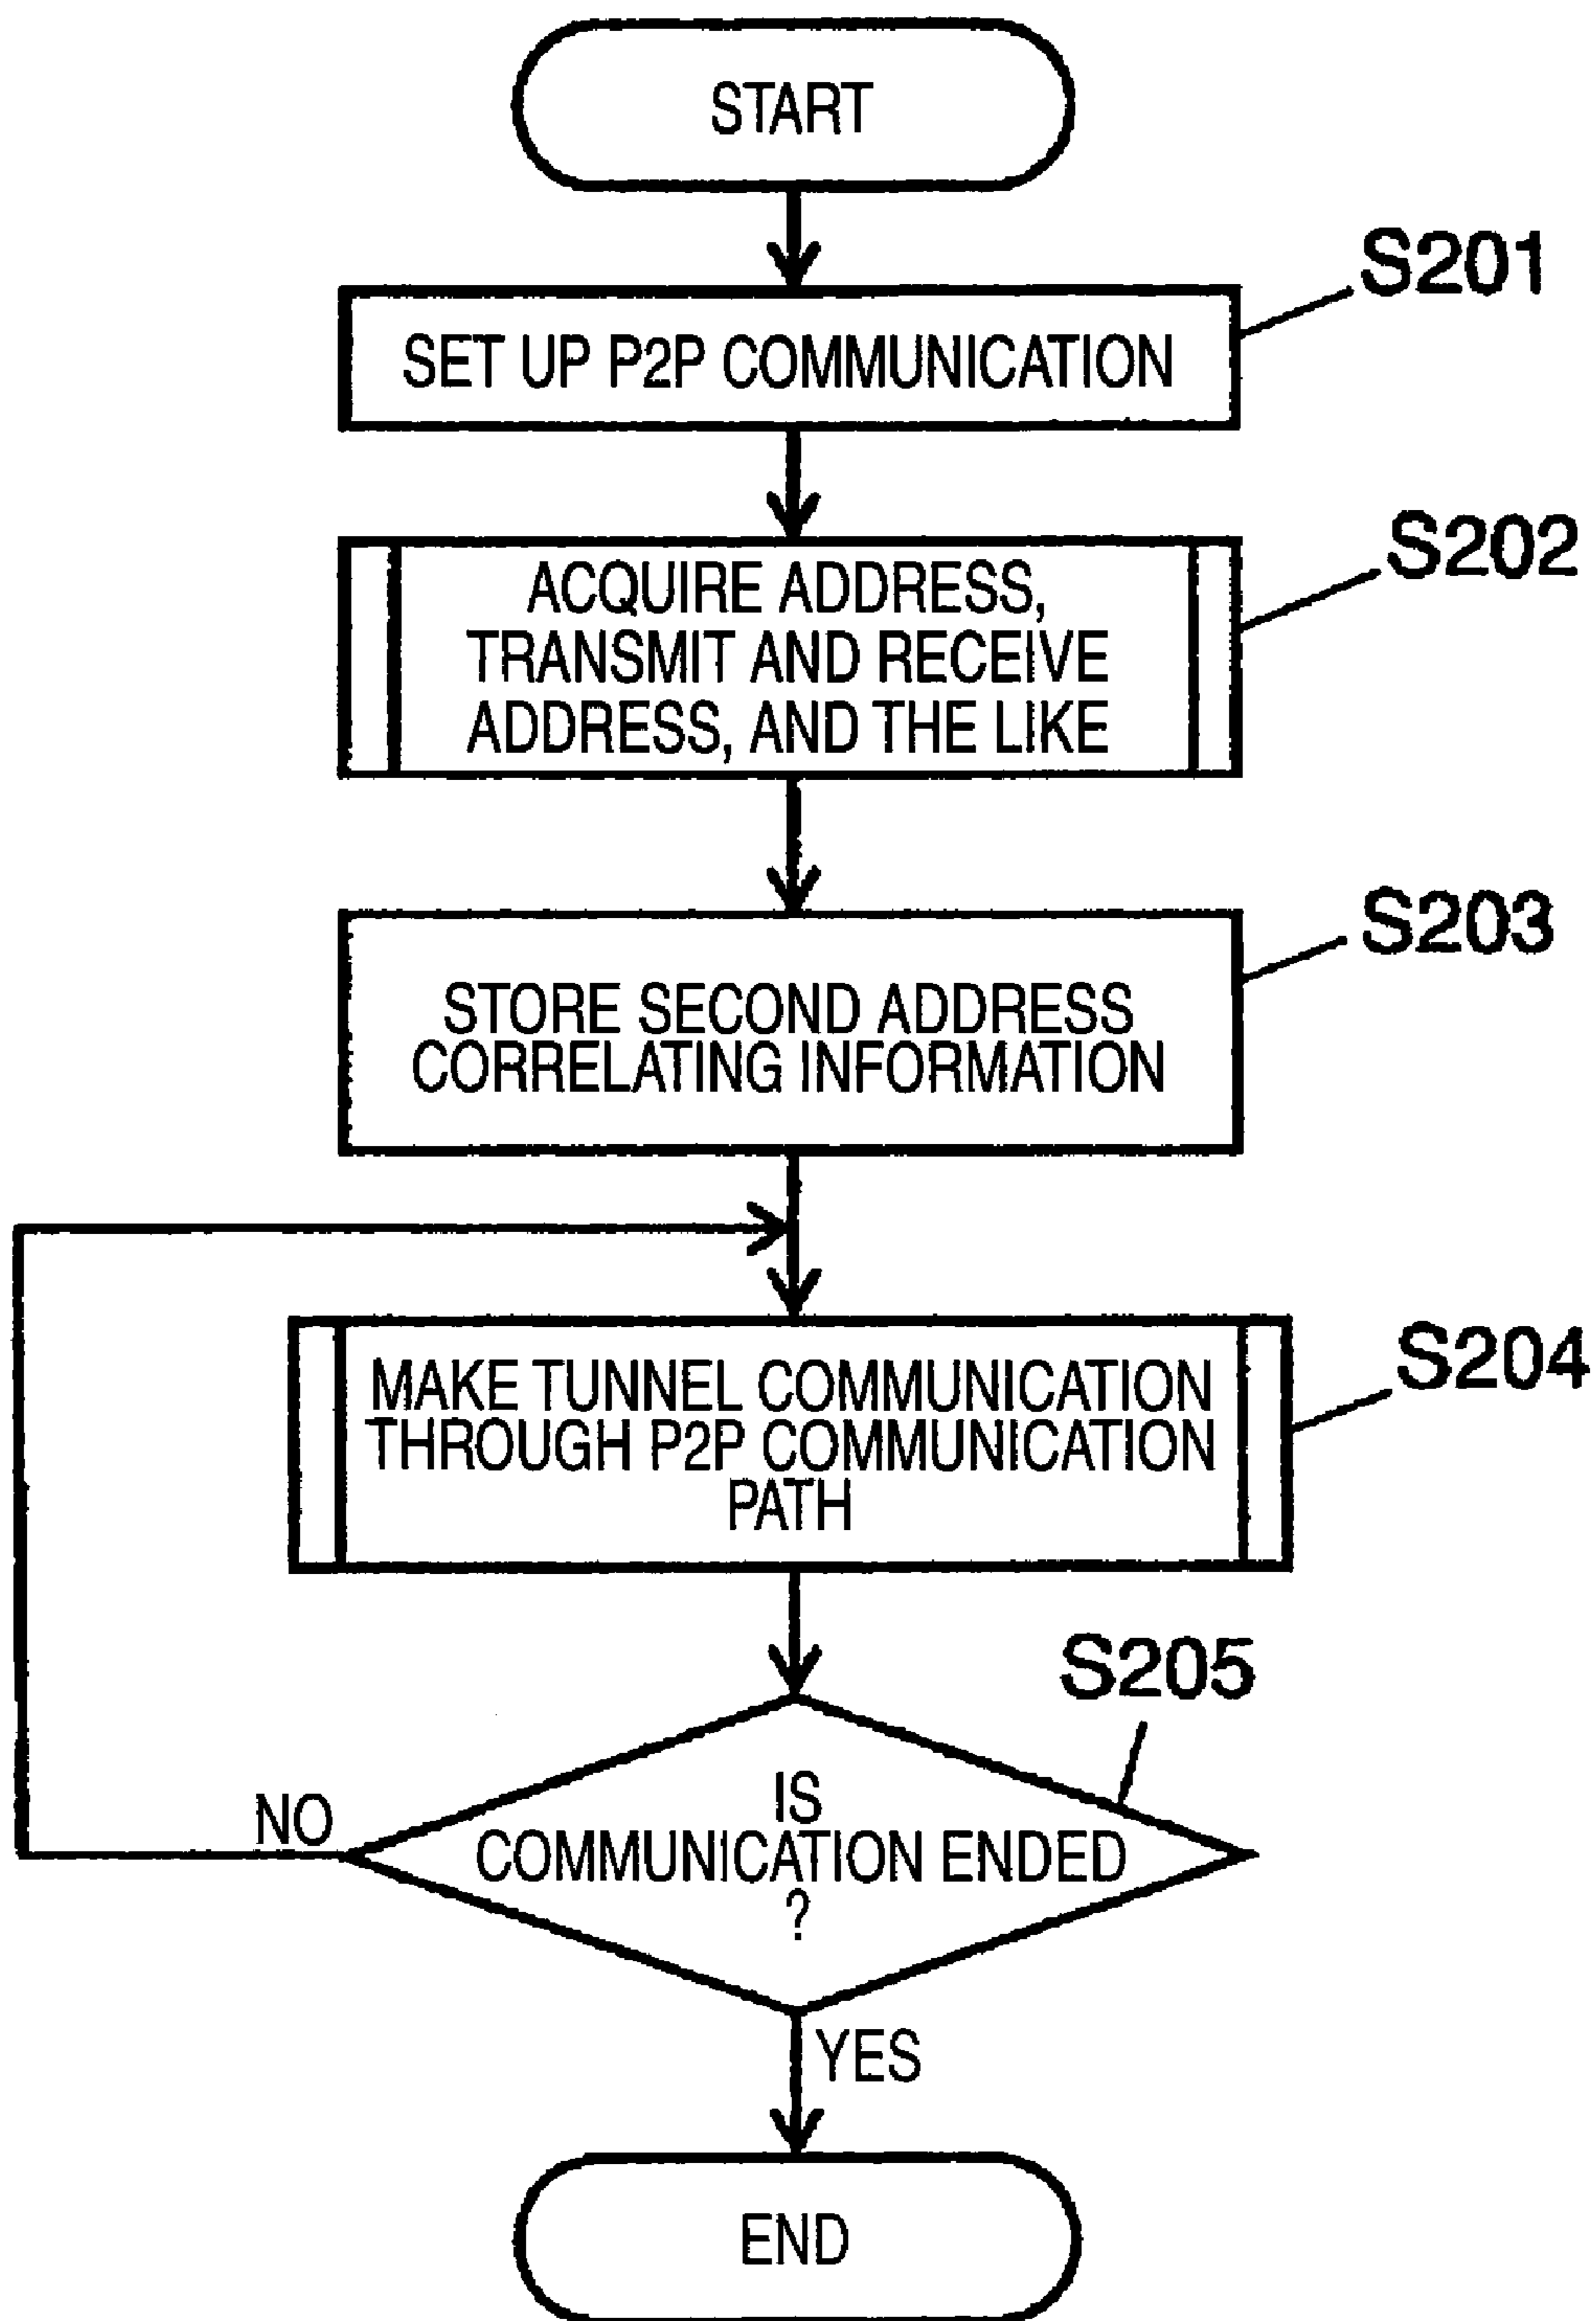 START
S201
SET UP P2P COMMUNICATION
S202
ACQUIRE ADDRESS,
TRANSMIT AND RECEIVE
ADDRESS, AND THE LIKE
S203
STORE SECOND ADDRESS
CORRELATING INFORMATION
S204
MAKE TUNNEL COMMUNICATION
THROUGH P2P COMMUNICATION
PATH
S205
IS
COMMUNICATION ENDED
?
NO
YES
END